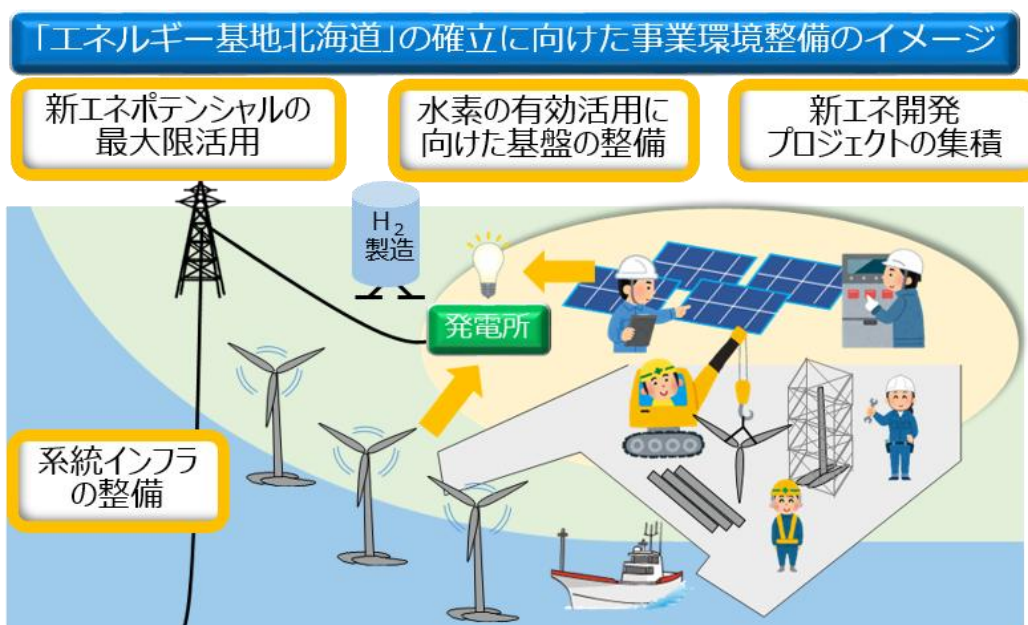 「エネルギー基地北海道」の確立に向けた事業環境整備のイメージ
新エネポテンシャルの
最大限活用
水素の有効活用に
向けた基盤の整備
新エネ開発
プロジェクトの集積
H₂
製造
発電所
系統インフラ
の整備